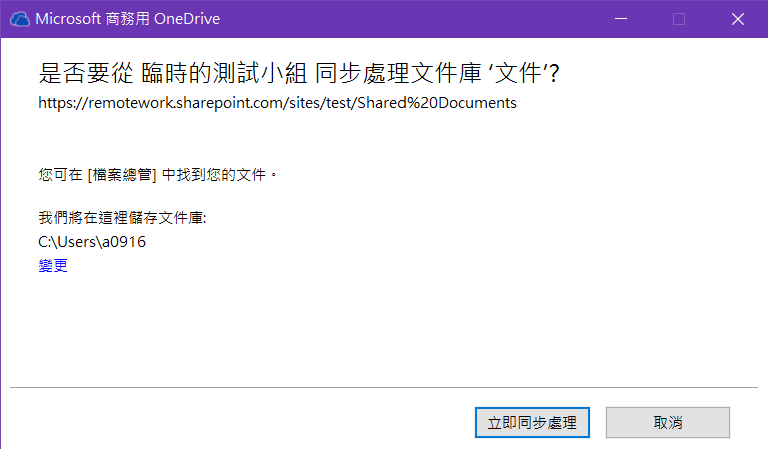 Microsoft 商務用 OneDrive
是否要從 臨時的測試小組 同步處理文件庫 ‘文件’?
https://remotework.sharepoint.com/sites/test/Shared%20Documents
您可在 [檔案總管] 中找到您的文件。
我們將在這裡儲存文件庫:
C:\Users\a0916
變更
立即同步處理
取消